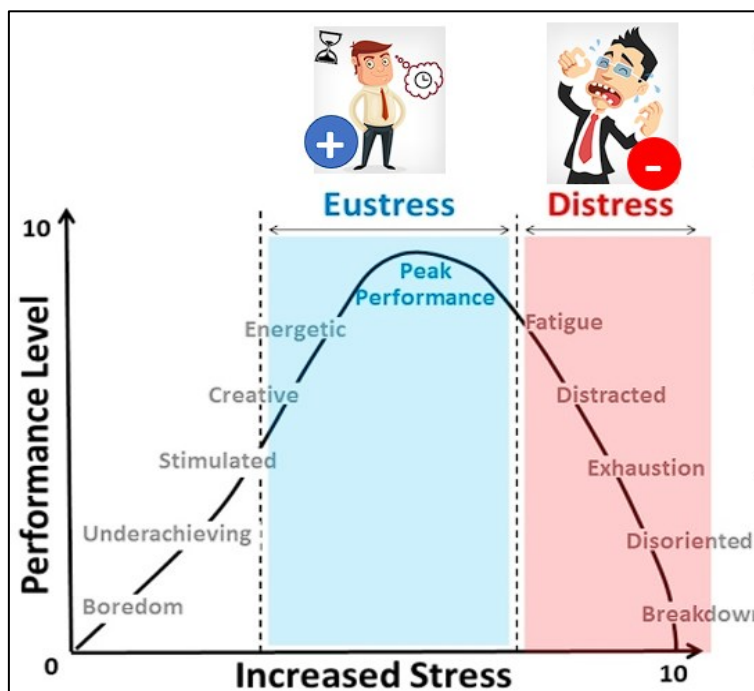 +
-
Eustress
Distress
10
Peak
Performance
Energetic
Fatigue
Creative
Distracted
Stimulated
Exhaustion
Underachieving
Disoriented
Boredom
Breakdown
Performance Level
0
Increased Stress
10